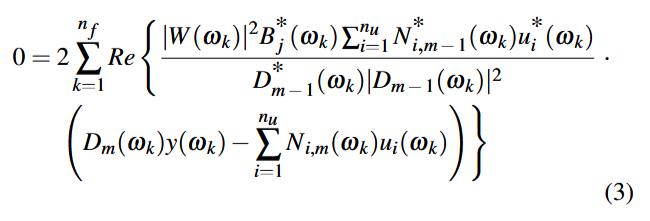 0 = 2 \sum_{k=1}^{n_f} Re \left\{ \frac{|W(\omega_k)|^2 B_j^*(\omega_k) \sum_{i=1}^{n_u} N_{i,m-1}^*(\omega_k) u_i^*(\omega_k)}{D_{m-1}^*(\omega_k) |D_{m-1}(\omega_k)|^2} \cdot \right.
\left. \left( D_m(\omega_k) y(\omega_k) - \sum_{i=1}^{n_u} N_{i,m}(\omega_k) u_i(\omega_k) \right) \right\}
(3)